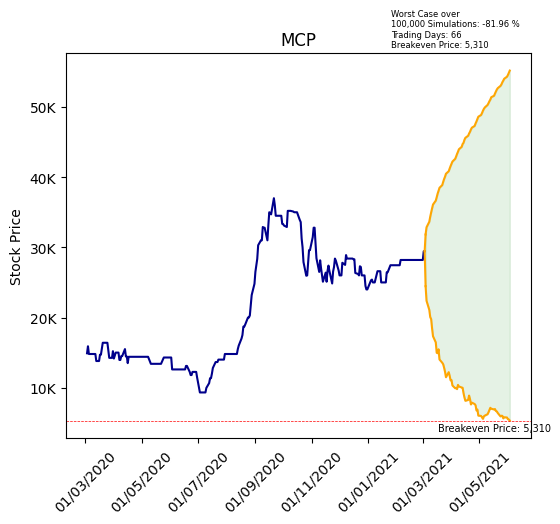 Worst Case over
100,000 Simulations: -81.96 %
Trading Days: 66
Breakeven Price: 5,310
MCP
Stock Price
50K
40K
30K
20K
10K
Breakeven Price: 5,310
01/03/2020
01/05/2020
01/07/2020
01/09/2020
01/11/2020
01/01/2021
01/03/2021
01/05/2021